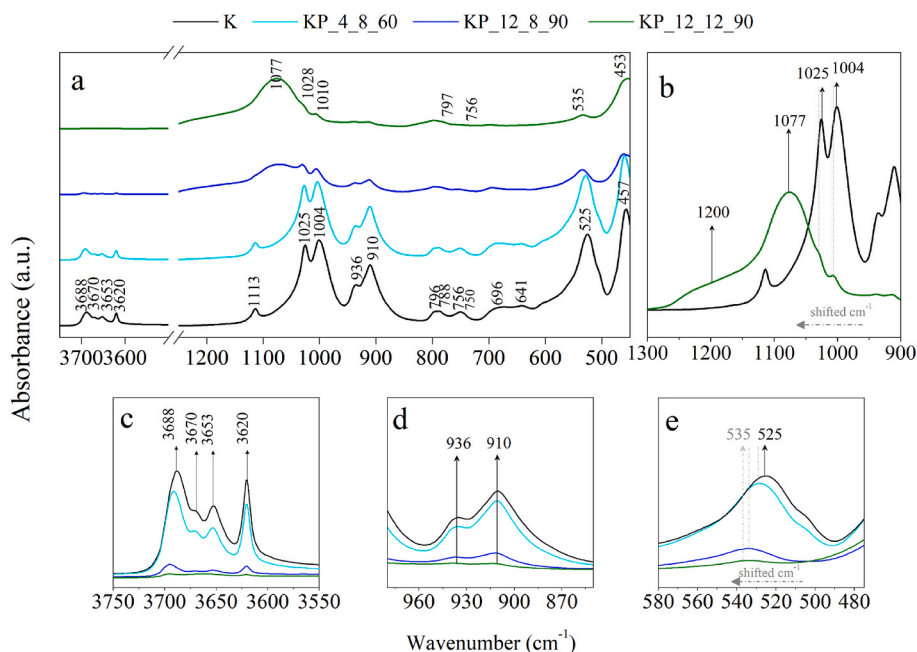 K KP_4_8_60 KP_12_8_90 KP_12_12_90
a
1077
1028
1010
797
756
535
453
1113
1025
1004
936
910
796
788
756
750
696
641
525
457
3688
3670
3653
3620
3700 3600 1200 1100 1000 900 800 700 600 500
b
1025 1004
1077
1200
shifted cm-1
1300 1200 1100 1000 900
Absorbance (a.u.)
c
3688
3670
3653
3620
3750 3700 3650 3600 3550
d
936 910
960 930 900 870
e
535 525
shifted cm-1
580 560 540 520 500 480
Wavenumber (cm-1)